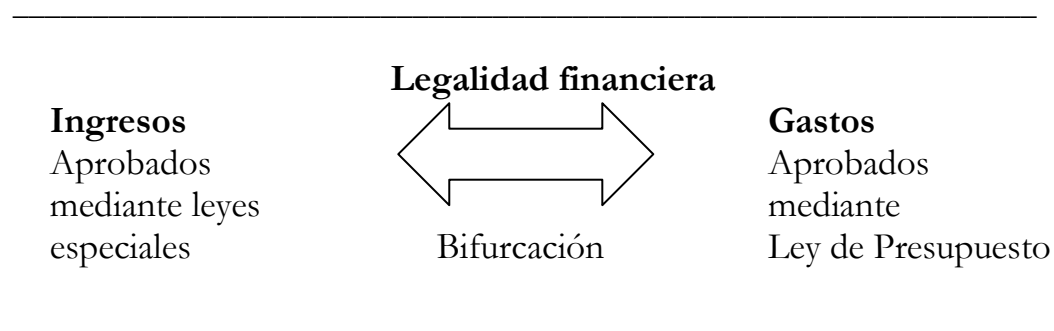 Legalidad financiera
Ingresos
Aprobados
mediante leyes
especiales
Bifurcación
Gastos
Aprobados
mediante
Ley de Presupuesto